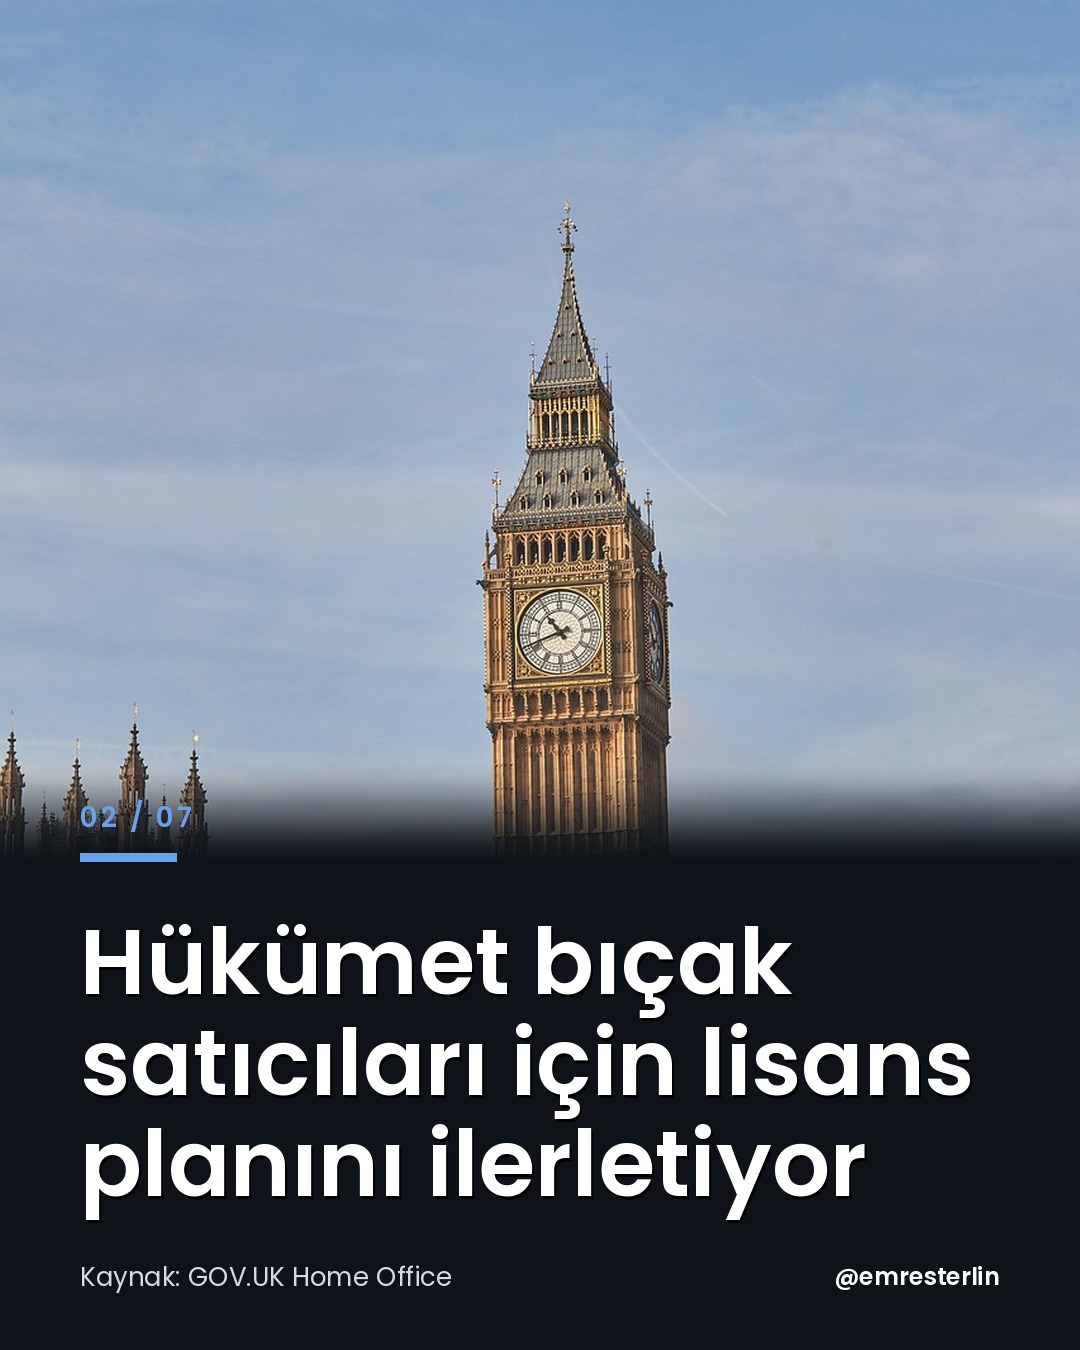 02 / 07
Hükümet bıçak
satıcıları için lisans
planını ilerletiyor
Kaynak: GOV.UK Home Office
@emresterlin